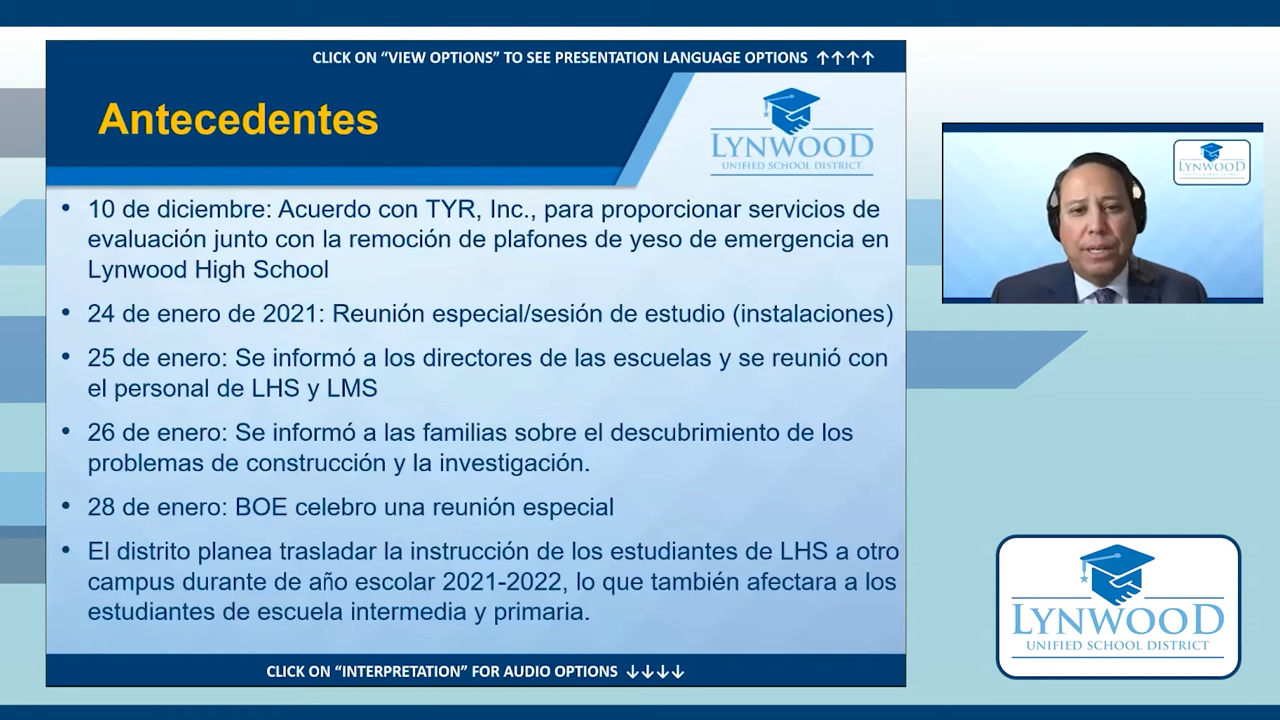 CLICK ON “VIEW OPTIONS” TO SEE PRESENTATION LANGUAGE OPTIONS ↑↑↑↑
Antecedentes
LYNWOOD
UNIFIED SCHOOL DISTRICT
• 10 de diciembre: Acuerdo con TYR, Inc., para proporcionar servicios de
evaluación junto con la remoción de plafones de yeso de emergencia en
Lynwood High School
• 24 de enero de 2021: Reunión especial/sesión de estudio (instalaciones)
• 25 de enero: Se informó a los directores de las escuelas y se reunió con
el personal de LHS y LMS
• 26 de enero: Se informó a las familias sobre el descubrimiento de los
problemas de construcción y la investigación.
• 28 de enero: BOE celebro una reunión especial
• El distrito planea trasladar la instrucción de los estudiantes de LHS a otro
campus durante de año escolar 2021-2022, lo que también afectara a los
estudiantes de escuela intermedia y primaria.
CLICK ON “INTERPRETATION” FOR AUDIO OPTIONS ↓↓↓↓
LYNWOOD
LYNWOOD
UNIFIED SCHOOL DISTRICT